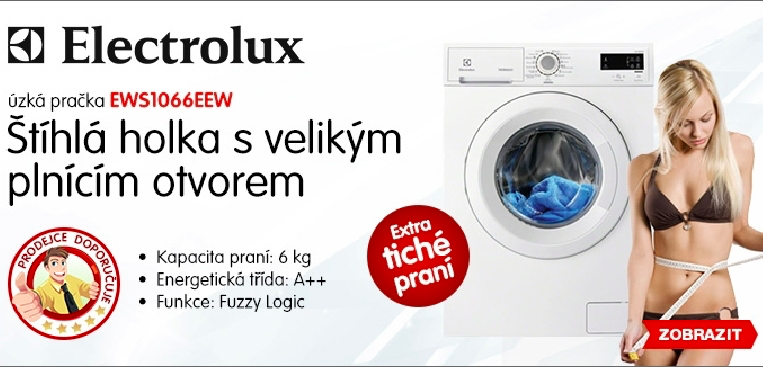 Electrolux
úzká pračka EWS1066EEW
Štíhlá holka s velikým
plnícím otvorem
PRODEJCE DOPORUČUJE
• Kapacita praní: 6 kg
• Energetická třída: A++
• Funkce: Fuzzy Logic
Extra
tiché
praní
Electrolux
ZOBRAZIT